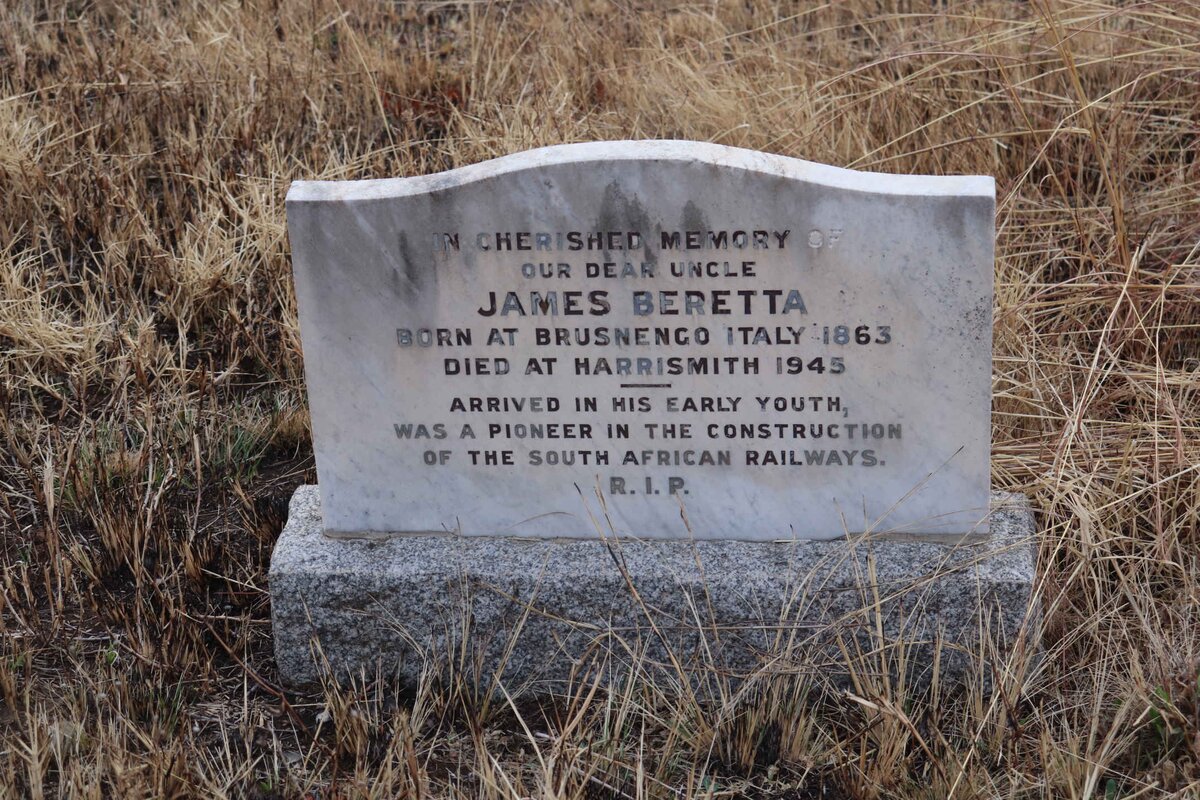 IN CHERISHED MEMORY OF
OUR DEAR UNCLE
JAMES BERETTA
BORN AT BRUSNENGO ITALY 1863
DIED AT HARRISMITH 1945
ARRIVED IN HIS EARLY YOUTH,
WAS A PIONEER IN THE CONSTRUCTION
OF THE SOUTH AFRICAN RAILWAYS.
R. I. P.